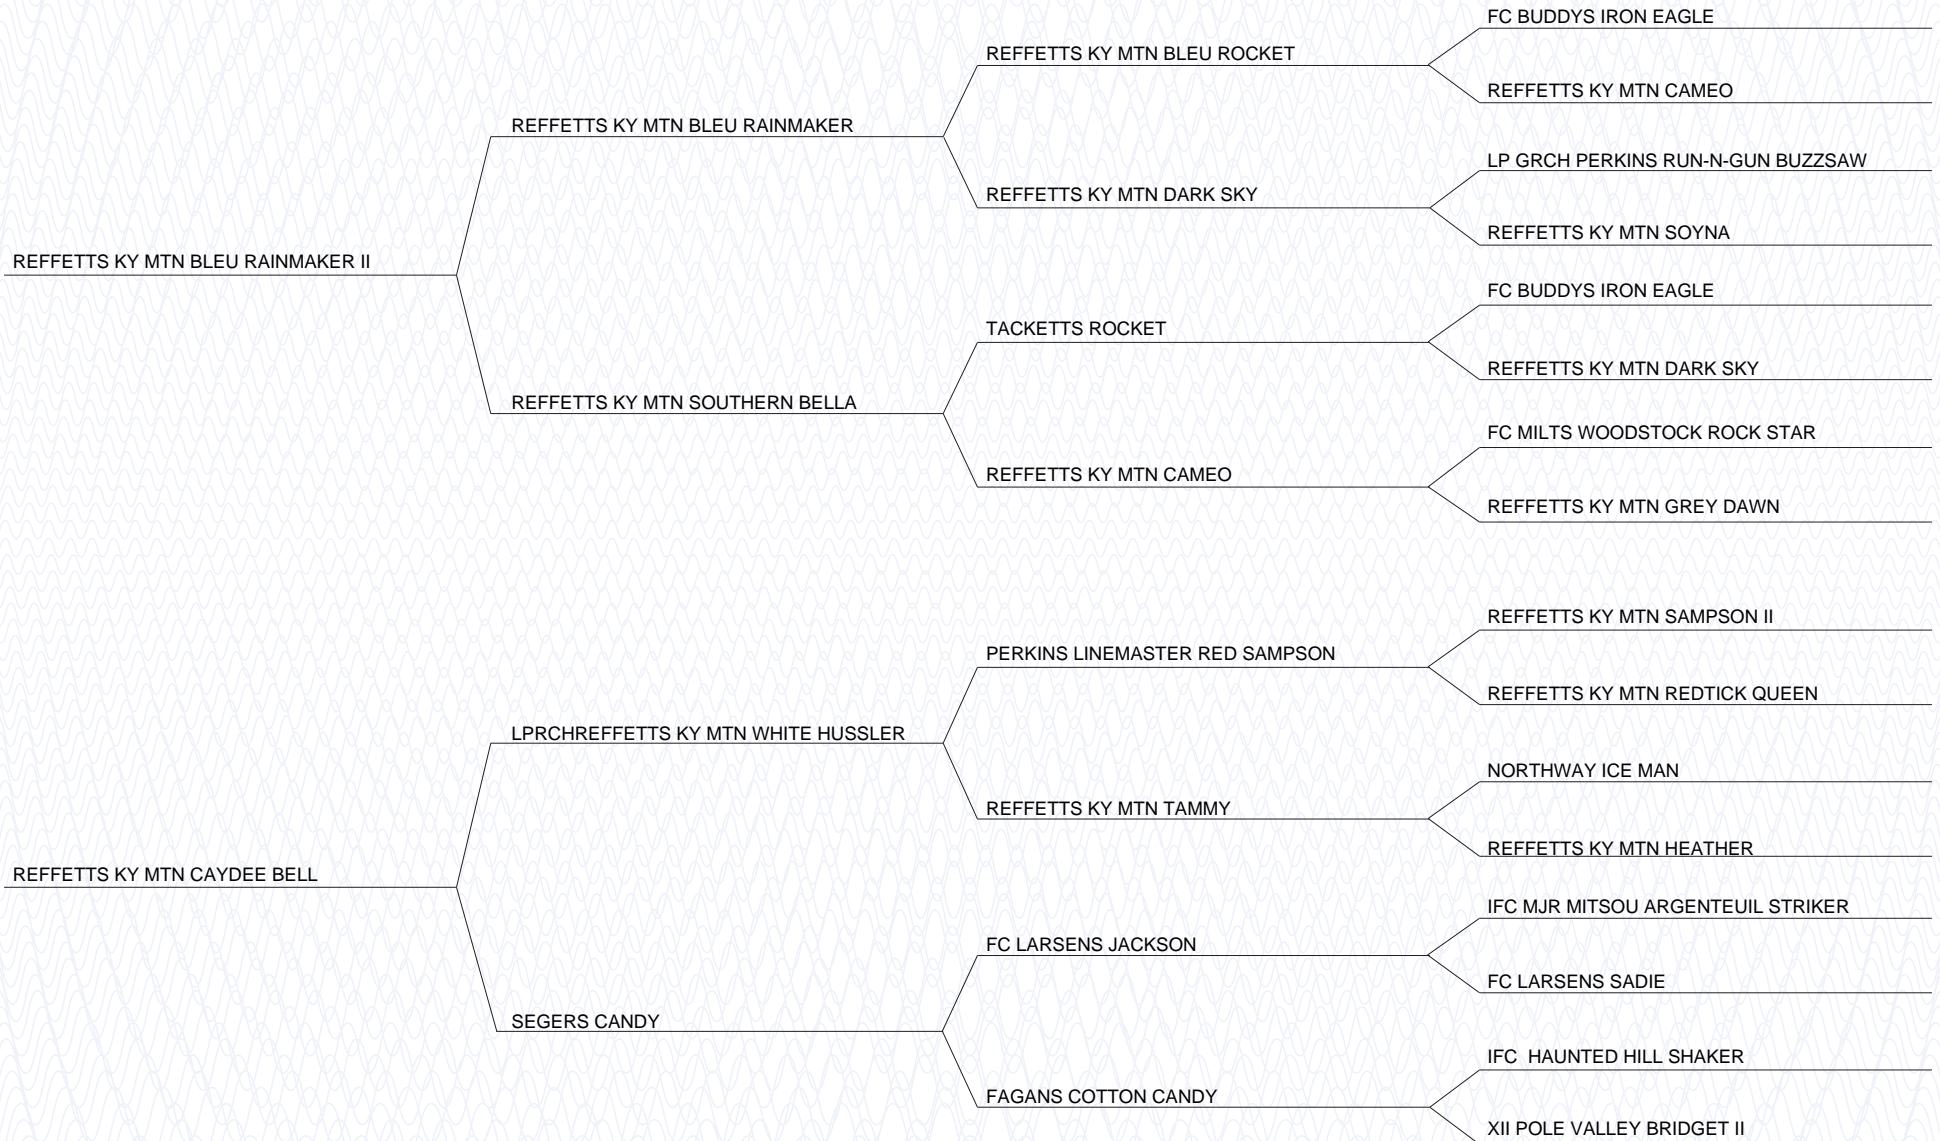 FC BUDDYS IRON EAGLE
REFFETTS KY MTN BLEU ROCKET
REFFETTS KY MTN CAMEO
REFFETTS KY MTN BLEU RAINMAKER
LP GRCH PERKINS RUN-N-GUN BUZZSAW
REFFETTS KY MTN DARK SKY
REFFETTS KY MTN SOYNA
REFFETTS KY MTN BLEU RAINMAKER II
FC BUDDYS IRON EAGLE
TACKETTS ROCKET
REFFETTS KY MTN DARK SKY
REFFETTS KY MTN SOUTHERN BELLA
FC MILTS WOODSTOCK ROCK STAR
REFFETTS KY MTN CAMEO
REFFETTS KY MTN GREY DAWN
REFFETTS KY MTN SAMPSON II
PERKINS LINEMASTER RED SAMPSON
REFFETTS KY MTN REDTICK QUEEN
LPRCHREFFETTS KY MTN WHITE HUSSLER
NORTHWAY ICE MAN
REFFETTS KY MTN TAMMY
REFFETTS KY MTN HEATHER
REFFETTS KY MTN CAYDEE BELL
IFC MJR MITSOU ARGENTEUIL STRIKER
FC LARSENS JACKSON
FC LARSENS SADIE
SEGERS CANDY
IFC  HAUNTED HILL SHAKER
FAGANS COTTON CANDY
XII POLE VALLEY BRIDGET II